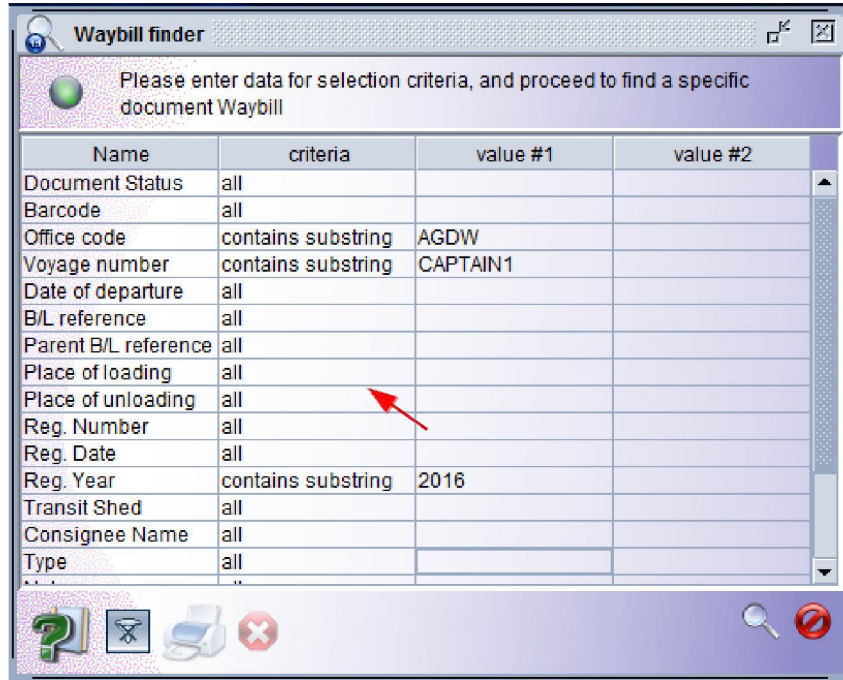 Waybill finder
Please enter data for selection criteria, and proceed to find a specific
document Waybill
Name criteria value #1 value #2
Document Status all
Barcode all
Office code contains substring AGDW
Voyage number contains substring CAPTAIN1
Date of departure all
B/L reference all
Parent B/L reference all
Place of loading all
Place of unloading all
Reg. Number all
Reg. Date all
Reg. Year contains substring 2016
Transit Shed all
Consignee Name all
Type all